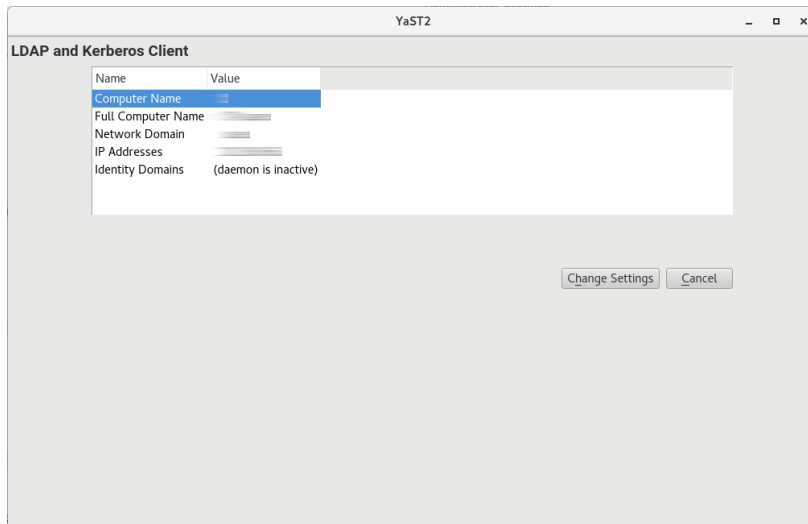 YaST2
LDAP and Kerberos Client
Name Value
Computer Name
Full Computer Name
Network Domain
IP Addresses
Identity Domains (daemon is inactive)
Change Settings Cancel